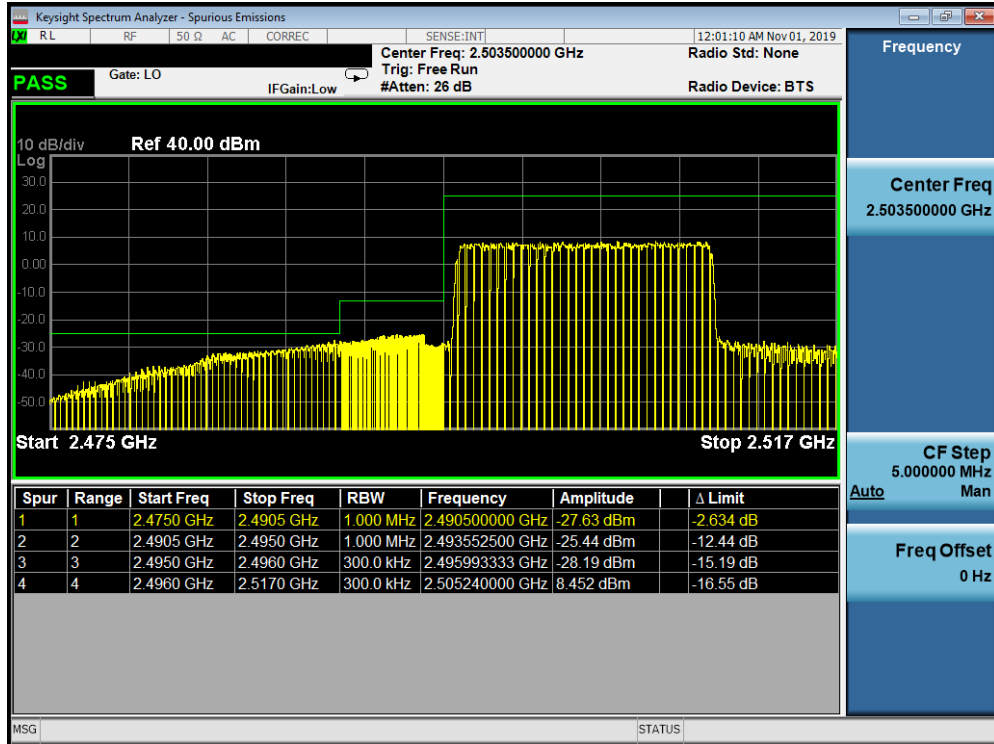 Keysight Spectrum Analyzer - Spurious Emissions
LXI RL RF 50 Ω AC CORREC SENSE:INT 12:01:10 AM Nov 01, 2019
Center Freq: 2.503500000 GHz Radio Std: None
Gate: LO Trig: Free Run
PASS IFGain:Low #Atten: 26 dB Radio Device: BTS
10 dB/div Ref 40.00 dBm
Log
30.0
20.0
10.0
0.00
-10.0
-20.0
-30.0
-40.0
-50.0
Start 2.475 GHz Stop 2.517 GHz
Spur Range Start Freq Stop Freq RBW Frequency Amplitude Δ Limit
1 1 2.4750 GHz 2.4905 GHz 1.000 MHz 2.490500000 GHz -27.63 dBm -2.634 dB
2 2 2.4905 GHz 2.4950 GHz 1.000 MHz 2.493552500 GHz -25.44 dBm -12.44 dB
3 3 2.4950 GHz 2.4960 GHz 300.0 kHz 2.495993333 GHz -28.19 dBm -15.19 dB
4 4 2.4960 GHz 2.5170 GHz 300.0 kHz 2.505240000 GHz 8.452 dBm -16.55 dB
MSG STATUS
Frequency
Center Freq
2.503500000 GHz
CF Step
5.000000 MHz
Auto Man
Freq Offset
0 Hz